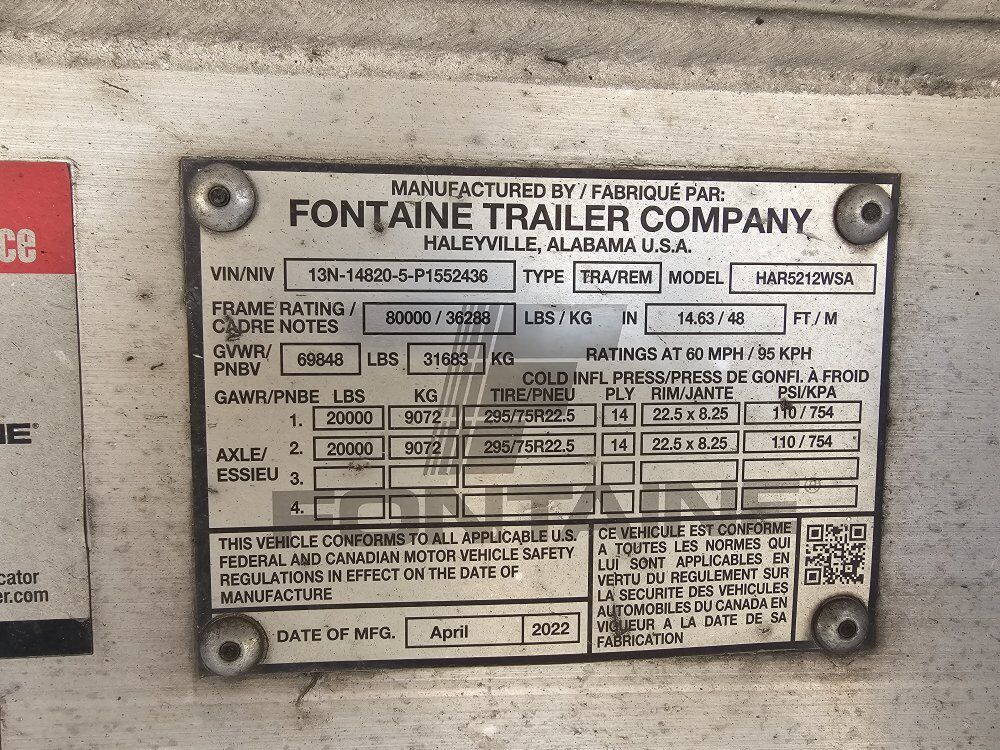 MANUFACTURED BY / FABRIQUÉ PAR:
FONTAINE TRAILER COMPANY
HALEYVILLE, ALABAMA U.S.A.
VIN/NIV 13N-14820-5-P1552436 TYPE TRA/REM MODEL HAR5212WSA
FRAME RATING / CADRE NOTES 80000 / 36288 LBS / KG IN 14.63 / 48 FT / M
GVWR/ PNBV 69848 LBS 31683 KG RATINGS AT 60 MPH / 95 KPH
COLD INFL PRESS/PRESS DE GONFI. À FROID
GAWR/PNBE LBS KG TIRE/PNEU PLY RIM/JANTE PSI/KPA
AXLE/ ESSIEU
1. 20000 9072 295/75R22.5 14 22.5 x 8.25 110 / 754
2. 20000 9072 295/75R22.5 14 22.5 x 8.25 110 / 754
3.
4.
FONTAINE®
THIS VEHICLE CONFORMS TO ALL APPLICABLE U.S.
FEDERAL AND CANADIAN MOTOR VEHICLE SAFETY
REGULATIONS IN EFFECT ON THE DATE OF
MANUFACTURE
DATE OF MFG. April 2022
CE VEHICULE EST CONFORME
A TOUTES LES NORMES QUI
LUI SONT APPLICABLES EN
VERTU DU REGULEMENT SUR
LA SECURITE DES VEHICULES
AUTOMOBILES DU CANADA EN
VIGUEUR A LA DATE DE SA
FABRICATION
ce
NE®
cator
er.com